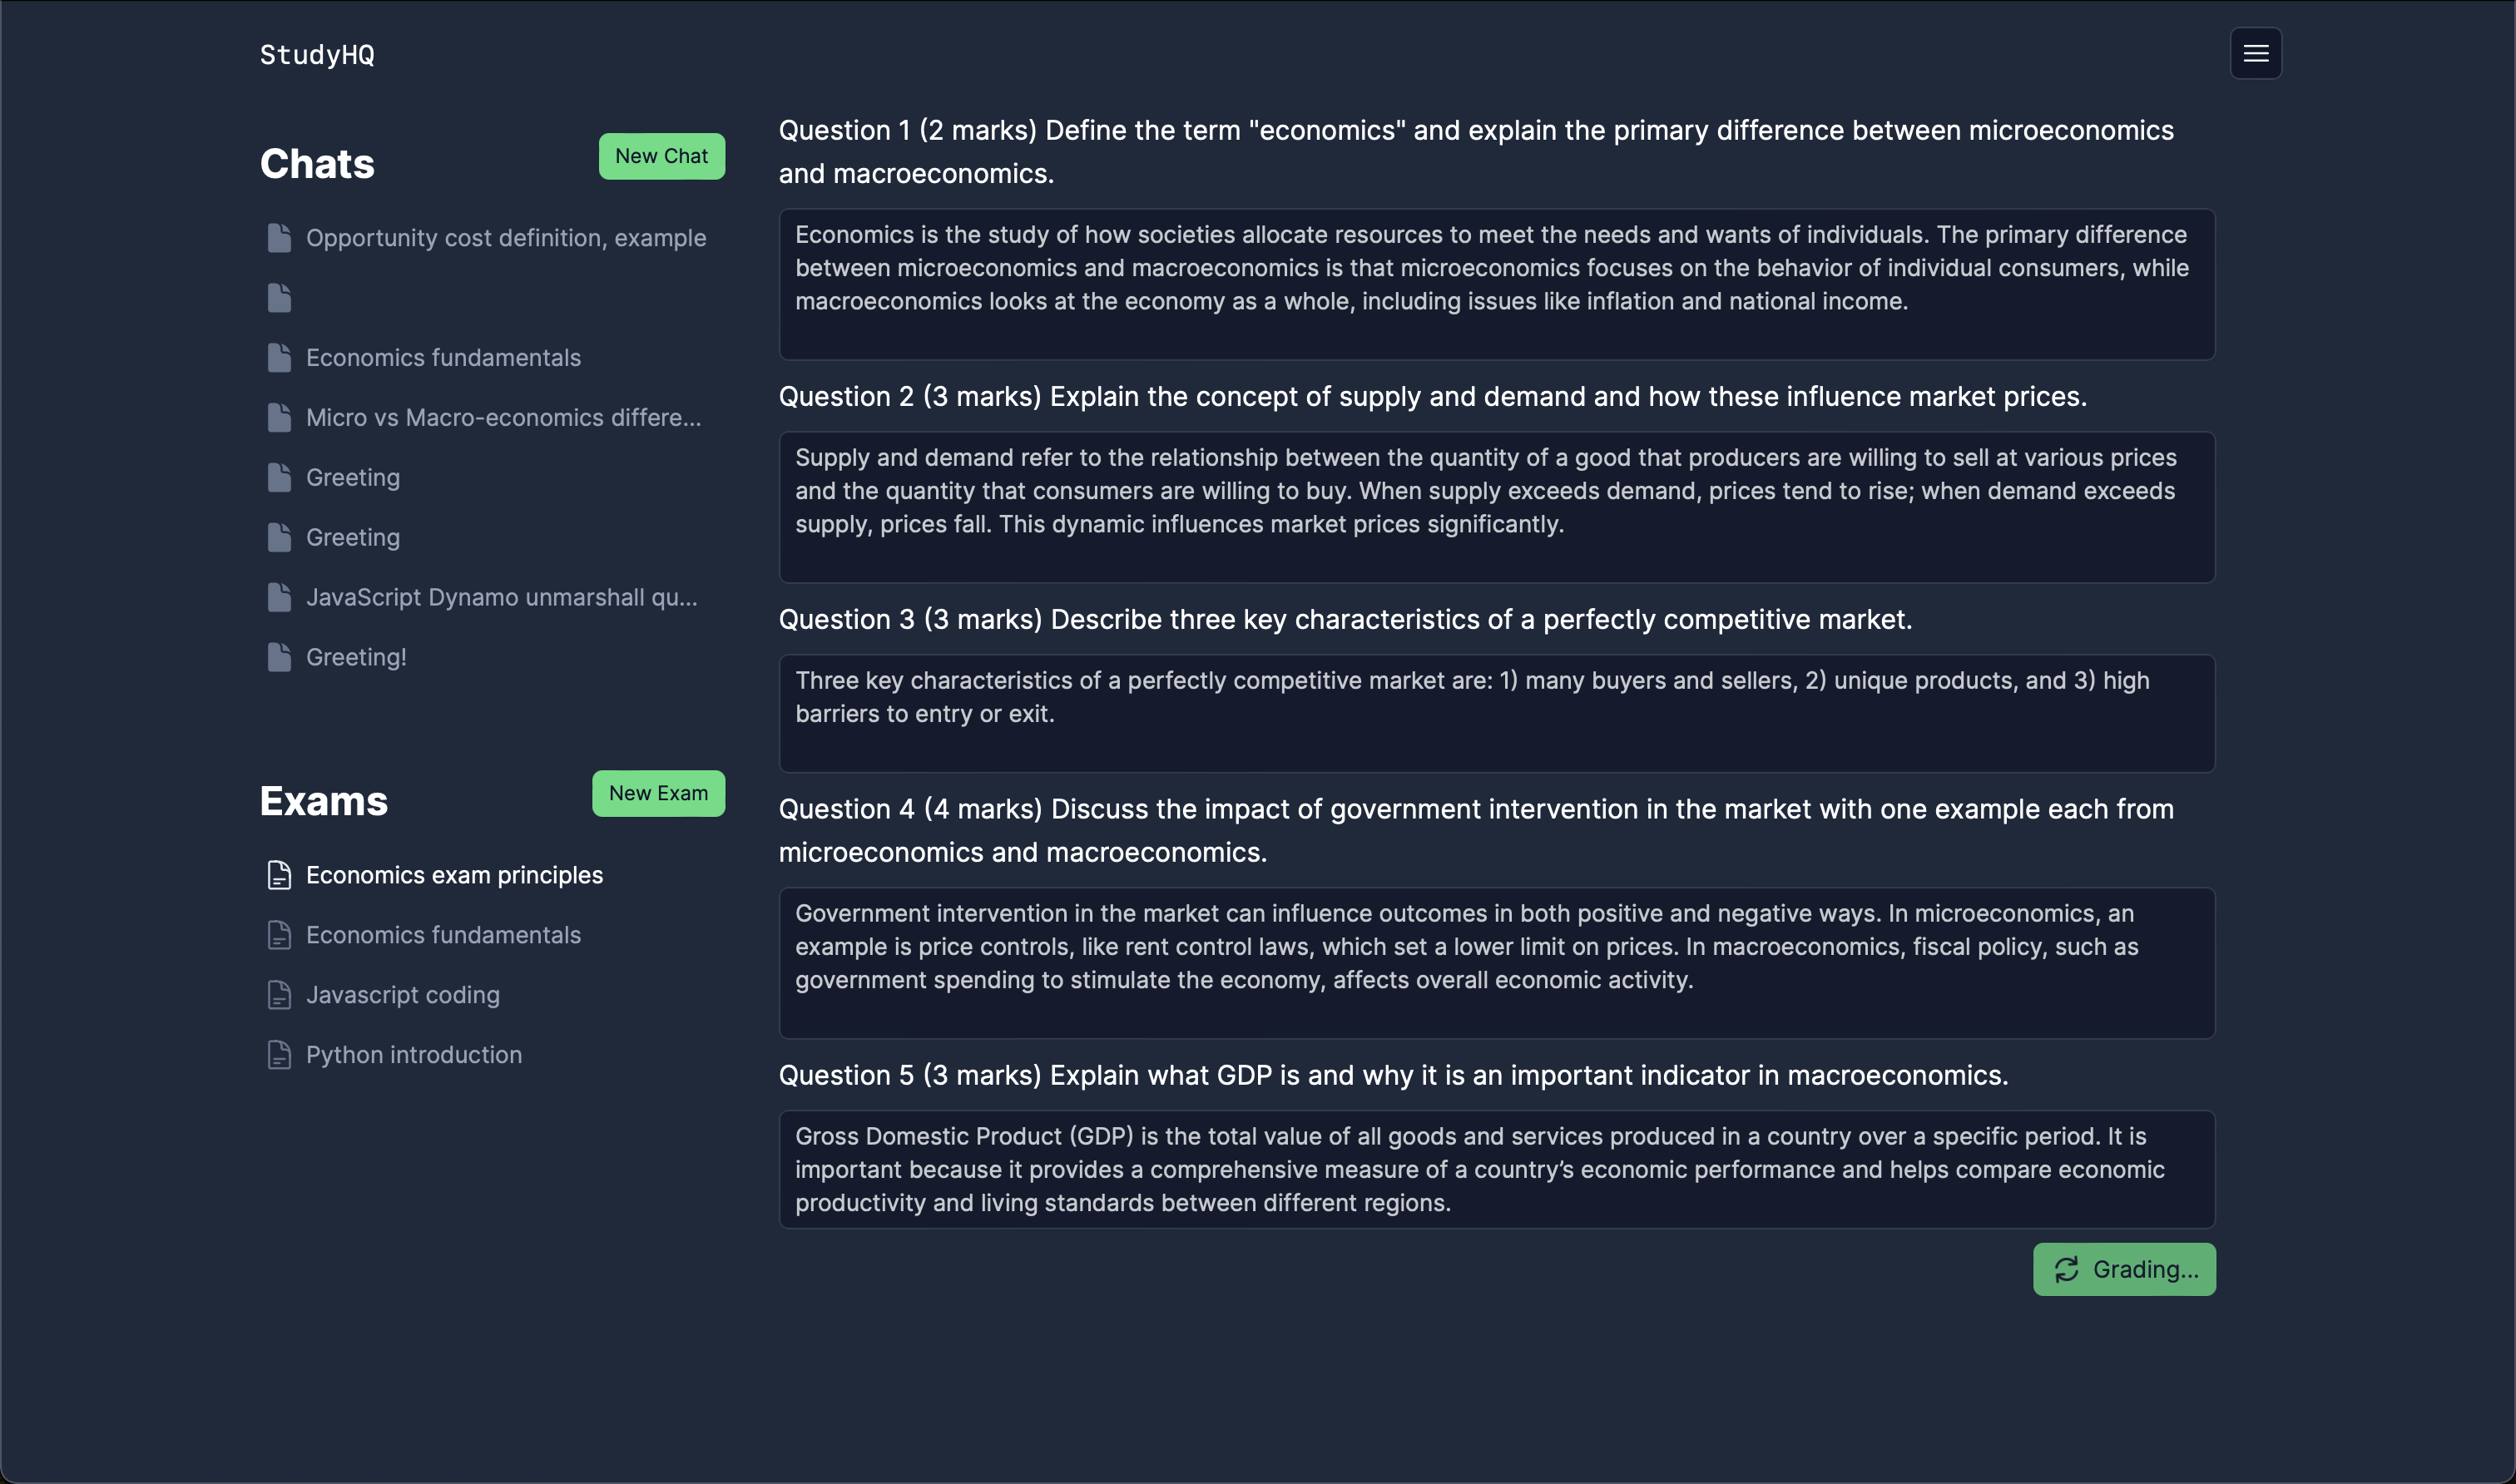 StudyHQ
Chats
New Chat
Opportunity cost definition, example
Economics fundamentals
Micro vs Macro-economics differe...
Greeting
Greeting
JavaScript Dynamo unmarshall qu...
Greeting!
Exams
New Exam
Economics exam principles
Economics fundamentals
Javascript coding
Python introduction
Question 1 (2 marks) Define the term "economics" and explain the primary difference between microeconomics
and macroeconomics.
Economics is the study of how societies allocate resources to meet the needs and wants of individuals. The primary difference
between microeconomics and macroeconomics is that microeconomics focuses on the behavior of individual consumers, while
macroeconomics looks at the economy as a whole, including issues like inflation and national income.
Question 2 (3 marks) Explain the concept of supply and demand and how these influence market prices.
Supply and demand refer to the relationship between the quantity of a good that producers are willing to sell at various prices
and the quantity that consumers are willing to buy. When supply exceeds demand, prices tend to rise; when demand exceeds
supply, prices fall. This dynamic influences market prices significantly.
Question 3 (3 marks) Describe three key characteristics of a perfectly competitive market.
Three key characteristics of a perfectly competitive market are: 1) many buyers and sellers, 2) unique products, and 3) high
barriers to entry or exit.
Question 4 (4 marks) Discuss the impact of government intervention in the market with one example each from
microeconomics and macroeconomics.
Government intervention in the market can influence outcomes in both positive and negative ways. In microeconomics, an
example is price controls, like rent control laws, which set a lower limit on prices. In macroeconomics, fiscal policy, such as
government spending to stimulate the economy, affects overall economic activity.
Question 5 (3 marks) Explain what GDP is and why it is an important indicator in macroeconomics.
Gross Domestic Product (GDP) is the total value of all goods and services produced in a country over a specific period. It is
important because it provides a comprehensive measure of a country’s economic performance and helps compare economic
productivity and living standards between different regions.
Grading...